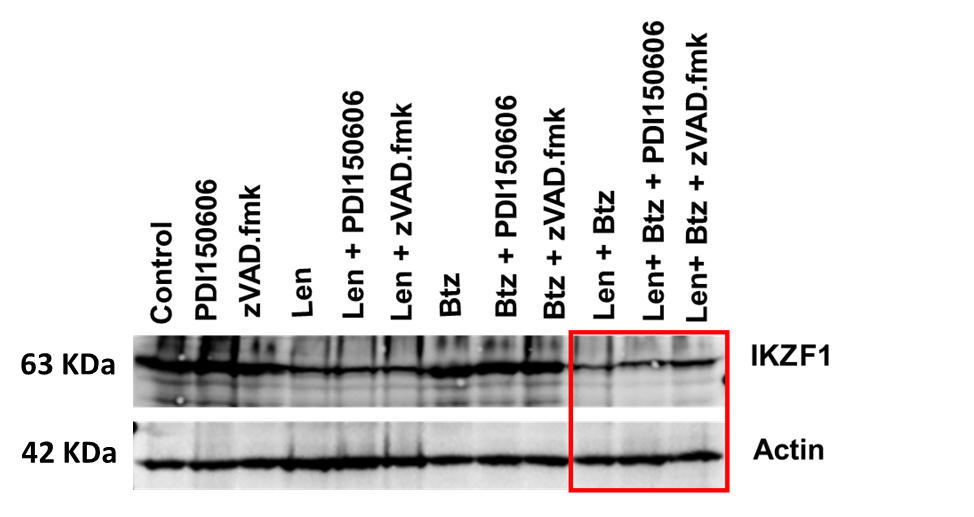 Control
PDI150606
zVAD.fmk
Len
Len + PDI150606
Len + zVAD.fmk
Btz
Btz + PDI150606
Btz + zVAD.fmk
Len + Btz
Len+ Btz + PDI150606
Len+ Btz + zVAD.fmk
63 KDa
IKZF1
42 KDa
Actin